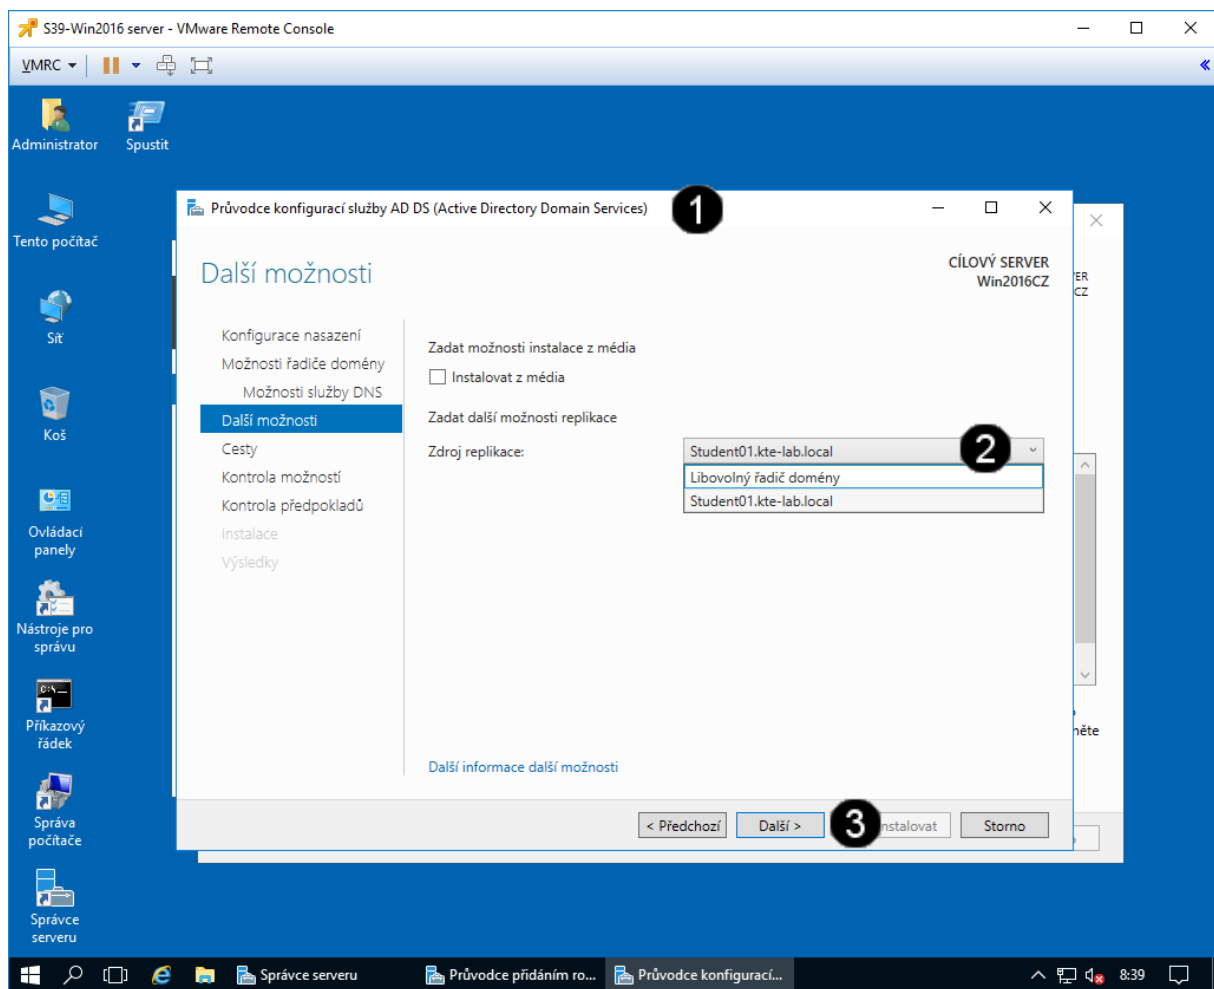 S39-Win2016 server - VMware Remote Console
VMRC
Administrator
Spustit
Tento počítač
Síť
Koš
Ovládací
panely
Nástroje pro
správu
Příkazový
řádek
Správa
počítače
Správce
serveru
Průvodce konfigurací služby AD DS (Active Directory Domain Services)
1
Další možnosti
CÍLOVÝ SERVER
Win2016CZ
ER
CZ
Konfigurace nasazení
Možnosti řadiče domény
Možnosti služby DNS
Další možnosti
Cesty
Kontrola možností
Kontrola předpokladů
Instalace
Výsledky
Zadat možnosti instalace z média
Instalovat z média
Zadat další možnosti replikace
Zdroj replikace:
Student01.kte-lab.local
2
Libovolný řadič domény
Student01.kte-lab.local
Další informace další možnosti
něte
< Předchozí
Další >
3
nstalovat
Storno
Správce serveru
Průvodce přidáním ro...
Průvodce konfigurací...
8:39